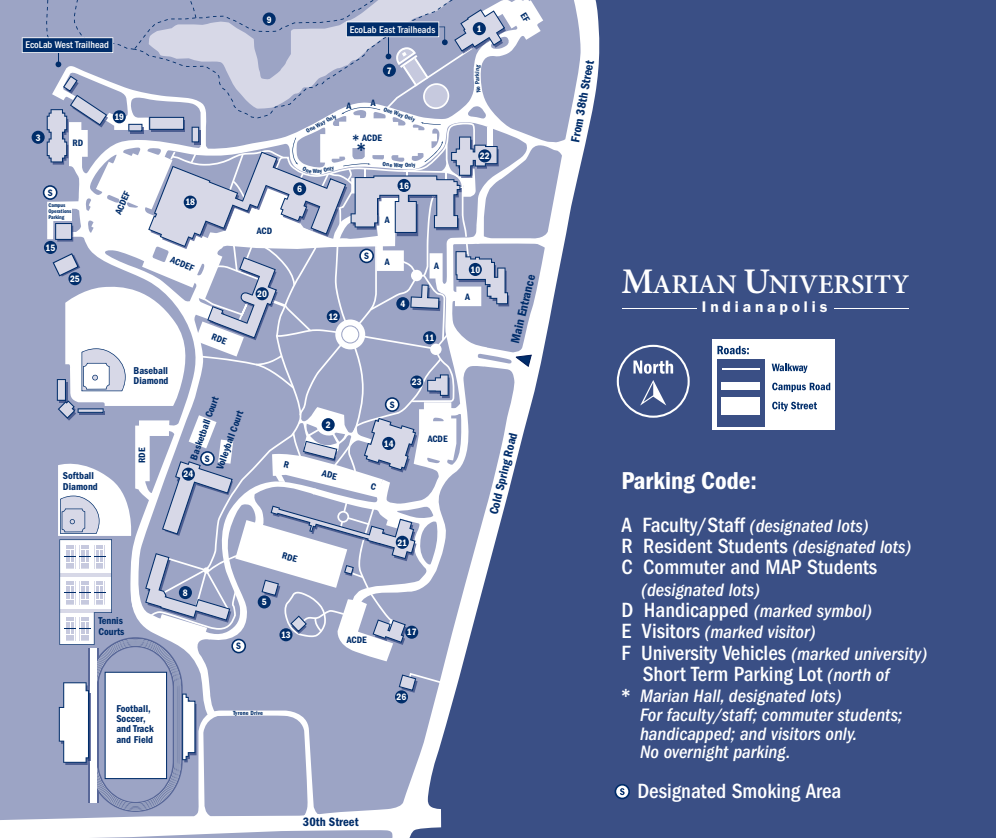 9
1
EF
EcoLab East Trailheads
EcoLab West Trailhead
7
No Parking
From 38th Street
A A
One Way Only
One Way Only
* ACDE
*
One Way Only
One Way Only
19
3
RD
22
S
Campus
Operations
Parking
ACDEF
18
6
16
A
ACD
15
25
ACDEF
S
A
A
10
A
20
4
12
RDE
11
Main Entrance
Baseball
Diamond
23
S
Basketball Court
Volleyball Court
2
14
ACDE
RDE
S
24
R
ADE
C
Cold Spring Road
Softball
Diamond
21
RDE
8
5
Tennis
Courts
13
ACDE
17
S
26
Football,
Soccer,
and Track
and Field
Tyrone Drive
30th Street
MARIAN UNIVERSITY
Indianapolis
North
Roads:
Walkway
Campus Road
City Street
Parking Code:
A Faculty/Staff (designated lots)
R Resident Students (designated lots)
C Commuter and MAP Students
(designated lots)
D Handicapped (marked symbol)
E Visitors (marked visitor)
F University Vehicles (marked university)
Short Term Parking Lot (north of
* Marian Hall, designated lots)
For faculty/staff; commuter students;
handicapped; and visitors only.
No overnight parking.
S Designated Smoking Area